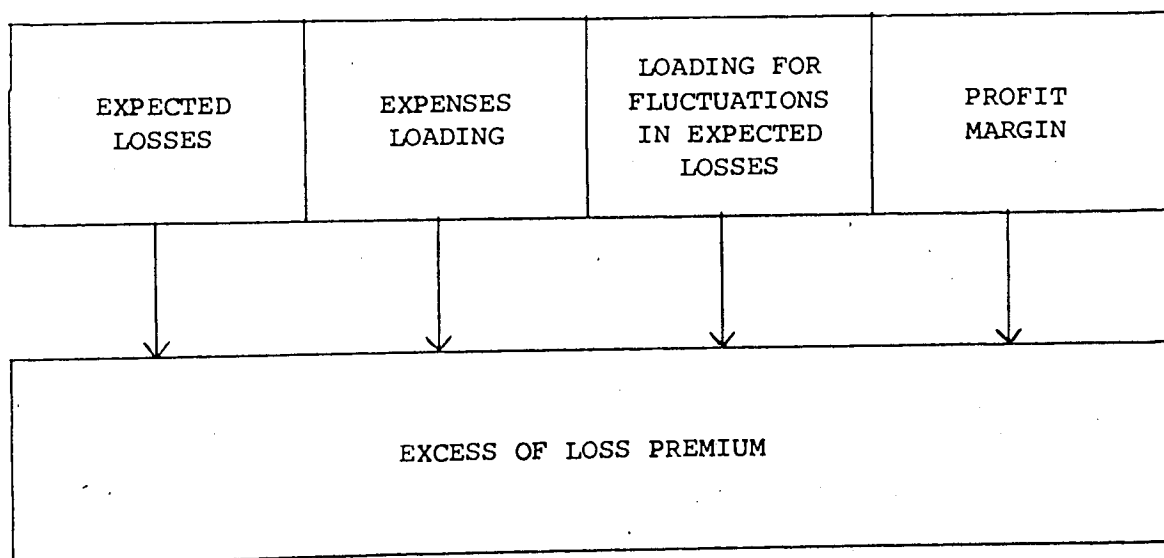 EXPECTED
LOSSES
EXPENSES
LOADING
LOADING FOR
FLUCTUATIONS
IN EXPECTED
LOSSES
PROFIT
MARGIN
EXCESS OF LOSS PREMIUM